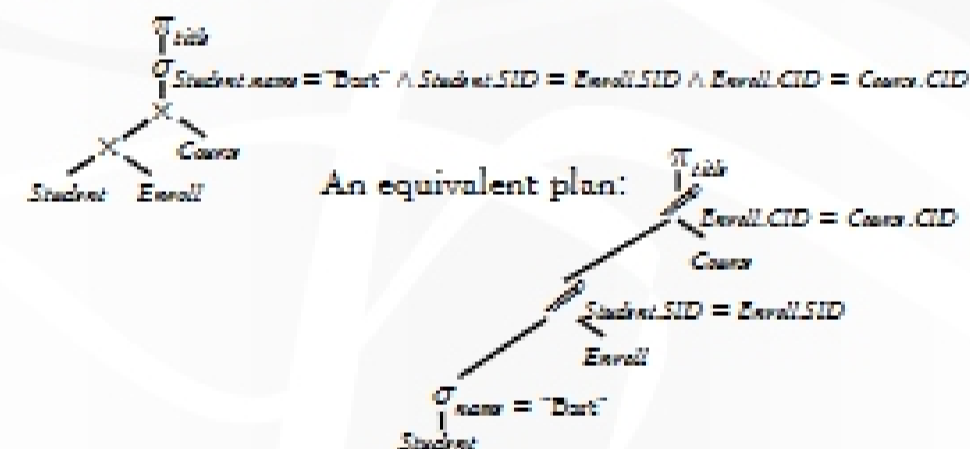 π title
σ Student.name = "Bart" ∧ Student.SID = Enroll.SID ∧ Enroll.CID = Course.CID
×
× Course
Student Enroll
An equivalent plan:
π title
Enroll.CID = Course.CID
Course
Student.SID = Enroll.SID
Enroll
σ name = "Bart"
Student